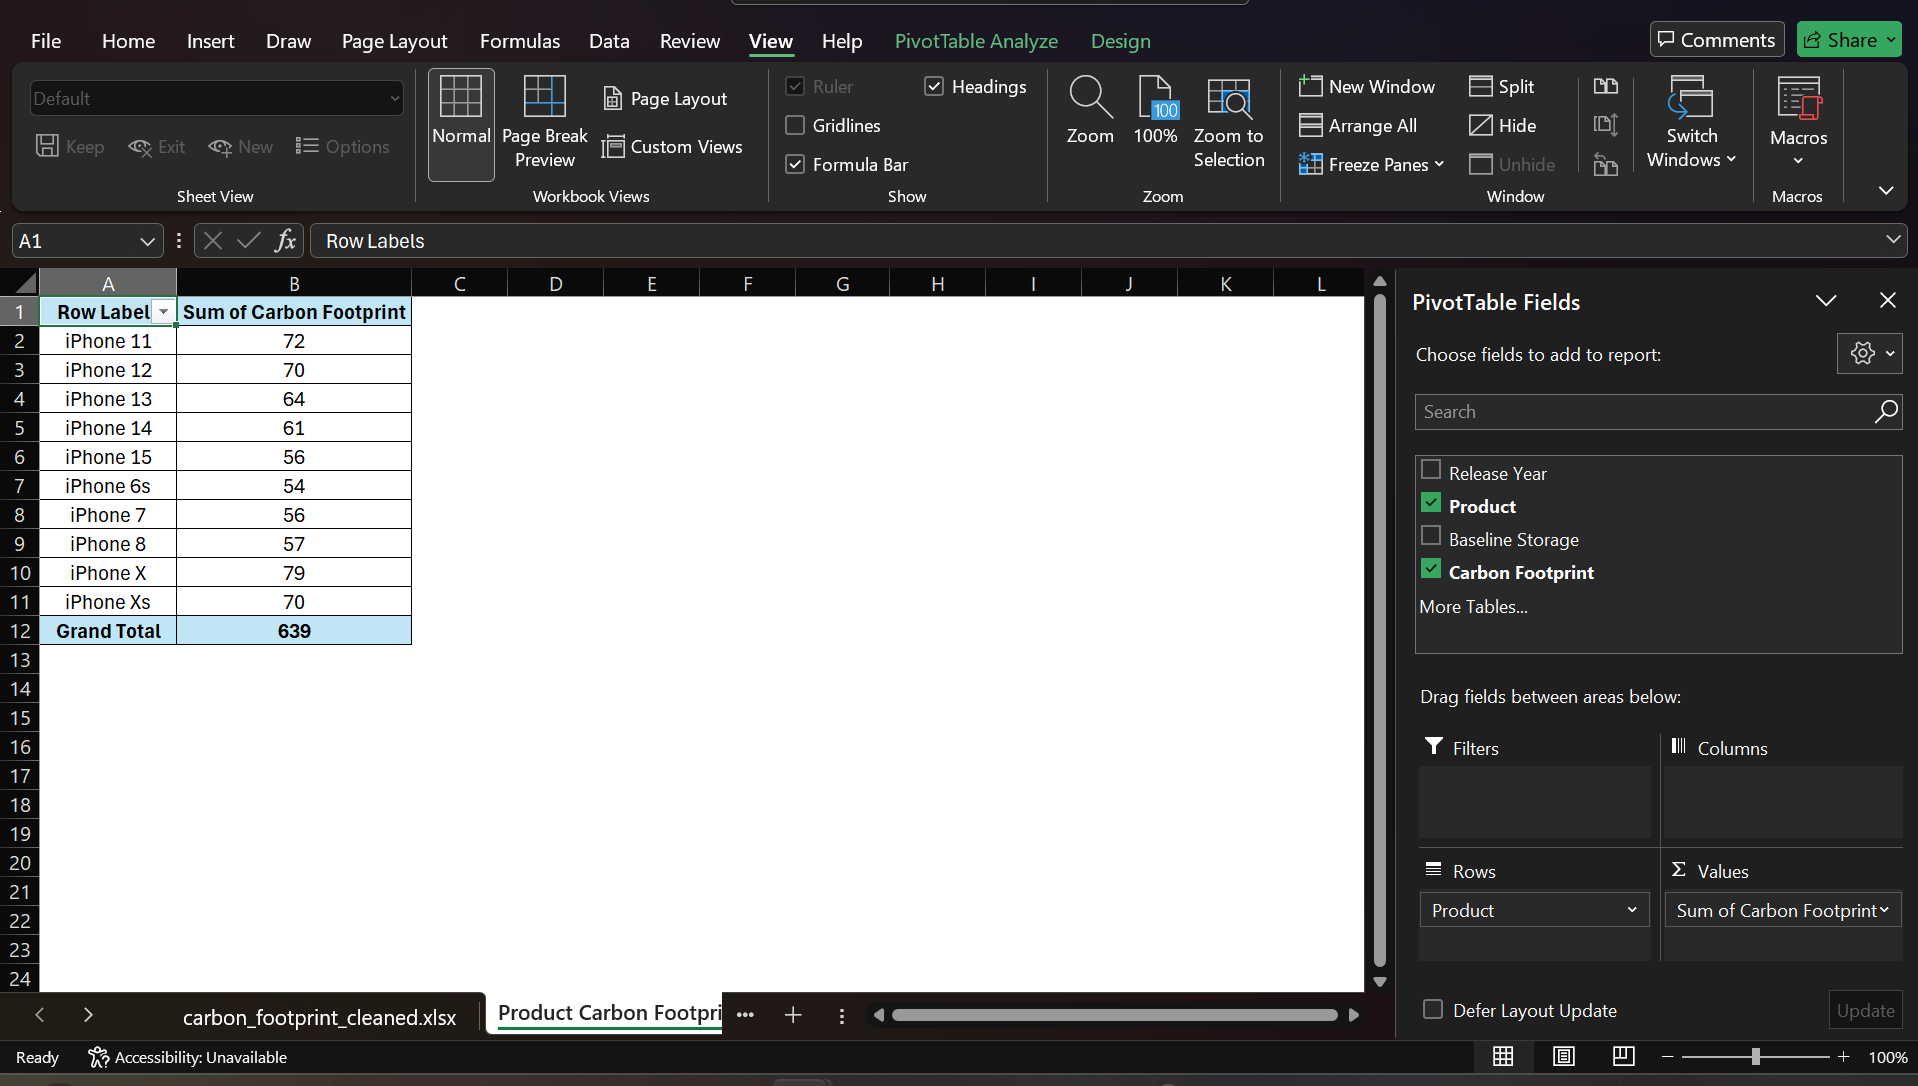 File Home Insert Draw Page Layout Formulas Data Review View Help PivotTable Analyze Design Comments Share
Default
Keep Exit New Options
Sheet View
Normal
Page Break
Preview
Page Layout
Custom Views
Workbook Views
Ruler Headings
Gridlines
Formula Bar
Show
Zoom
100
100%
Zoom to
Selection
Zoom
New Window Split
Arrange All Hide
Freeze Panes Unhide
Switch
Windows
Window
Macros
Macros
A1 fx Row Labels
A B C D E F G H I J K L
1 Row Label Sum of Carbon Footprint
2 iPhone 11 72
3 iPhone 12 70
4 iPhone 13 64
5 iPhone 14 61
6 iPhone 15 56
7 iPhone 6s 54
8 iPhone 7 56
9 iPhone 8 57
10 iPhone X 79
11 iPhone Xs 70
12 Grand Total 639
13
14
15
16
17
18
19
20
21
22
23
24
PivotTable Fields
Choose fields to add to report:
Search
Release Year
Product
Baseline Storage
Carbon Footprint
More Tables...
Drag fields between areas below:
Filters Columns
Rows Σ Values
Product Sum of Carbon Footprint
Defer Layout Update Update
carbon_footprint_cleaned.xlsx Product Carbon Footpri
Ready Accessibility: Unavailable 100%